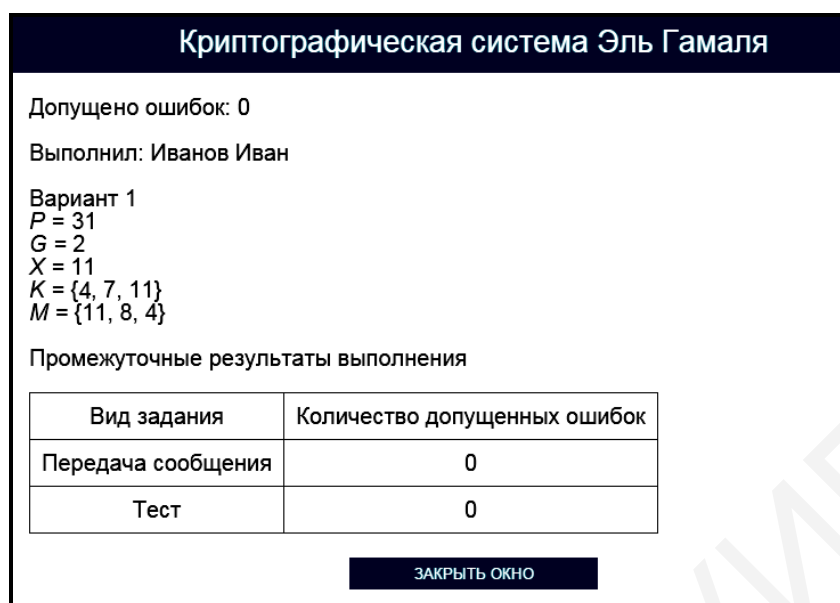 Криптографическая система Эль Гамаля
Допущено ошибок: 0
Выполнил: Иванов Иван
Вариант 1
P = 31
G = 2
X = 11
K = {4, 7, 11}
M = {11, 8, 4}
Промежуточные результаты выполнения
Вид задания Количество допущенных ошибок
Передача сообщения 0
Тест 0
ЗАКРЫТЬ ОКНО